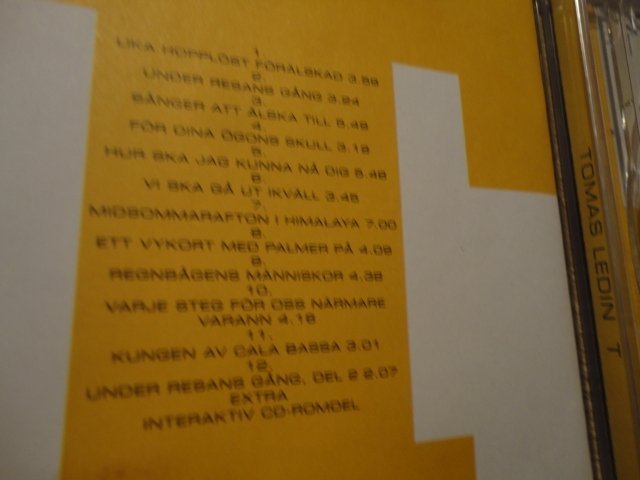 1.
LIKA HOPPLÖST FÖRÄLSKAD 3.59
2.
UNDER RESANS GÅNG 3.24
3.
SÅNGER ATT ÄLSKA TILL 5.46
4.
FÖR DINA ÖGONS SKULL 3.19
5.
HUR SKA JAG KUNNA NÅ DIG 5.48
6.
VI SKA GÅ UT IKVÄLL 3.45
7.
MIDSOMMARAFTON I HIMALAYA 7.00
8.
ETT VYKORT MED PALMER PÅ 4.09
9.
REGNBÅGENS MÄNNISKOR 4.39
10.
VARJE STEG FÖR OSS NÄRMARE
VARANN 4.18
11.
KUNGEN AV CALA BASSA 3.01
12.
UNDER RESANS GÅNG, DEL 2 2.07
EXTRA
INTERAKTIV CD-ROMDEL
TOMAS LEDIN T